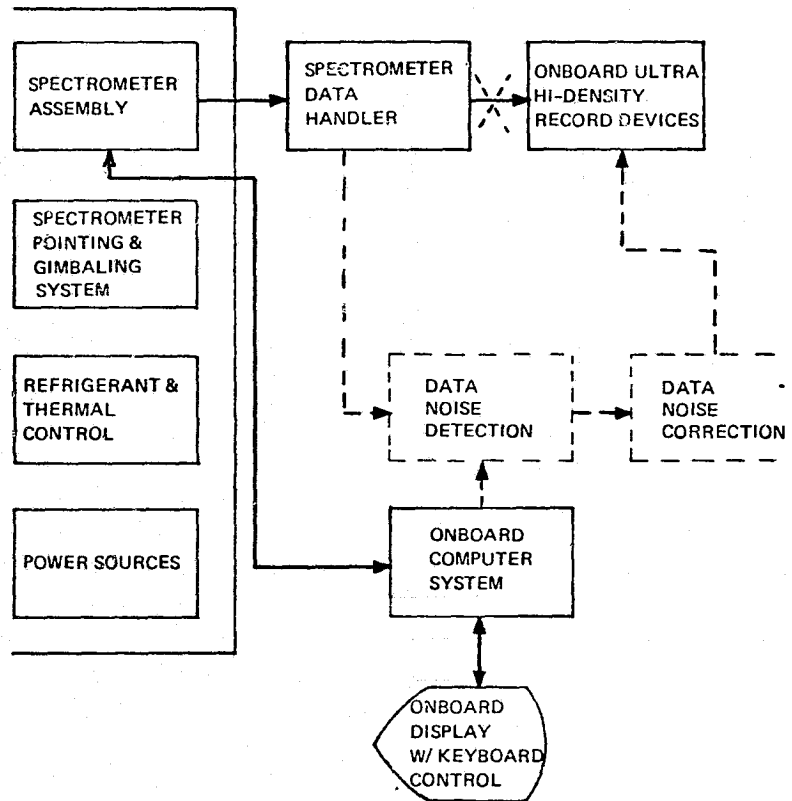 SPECTROMETER
ASSEMBLY
SPECTROMETER
DATA
HANDLER
ONBOARD ULTRA
HI-DENSITY
RECORD DEVICES
SPECTROMETER
POINTING &
GIMBALING
SYSTEM
REFRIGERANT &
THERMAL
CONTROL
DATA
NOISE
DETECTION
DATA
NOISE
CORRECTION
POWER SOURCES
ONBOARD
COMPUTER
SYSTEM
ONBOARD
DISPLAY
W/ KEYBOARD
CONTROL